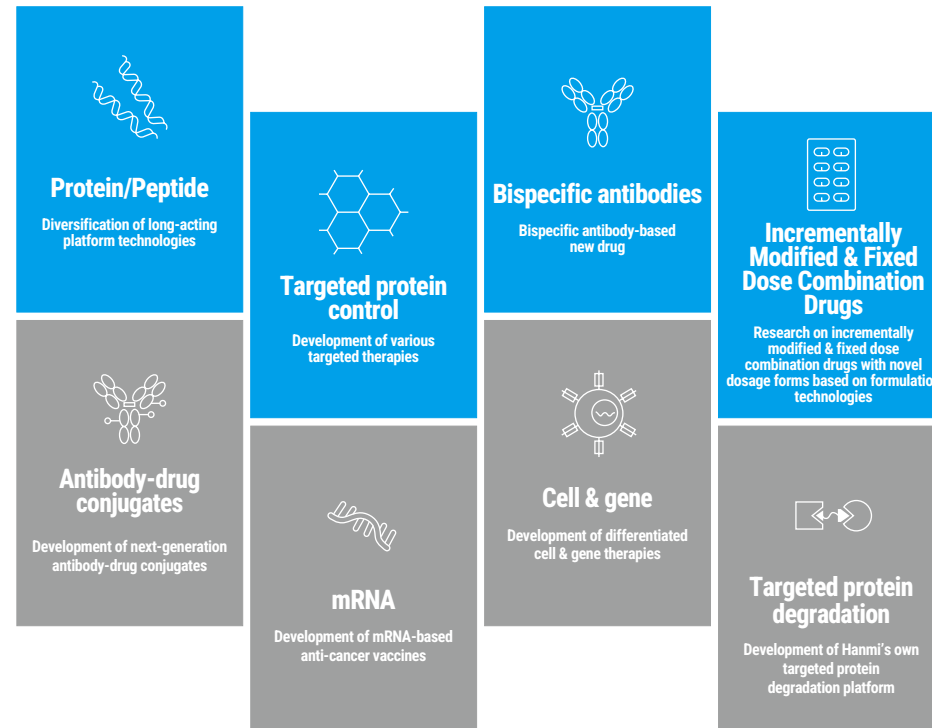 Protein/Peptide
Diversification of long-acting
platform technologies
Targeted protein
control
Development of various
targeted therapies
Bispecific antibodies
Bispecific antibody-based
new drug
Incrementally
Modified & Fixed
Dose Combination
Drugs
Research on incrementally
modified & fixed dose
combination drugs with novel
dosage forms based on formulatio
technologies
Antibody-drug
conjugates
Development of next-generation
antibody-drug conjugates
mRNA
Development of mRNA-based
anti-cancer vaccines
Cell & gene
Development of differentiated
cell & gene therapies
Targeted protein
degradation
Development of Hanmi's own
targeted protein
degradation platform